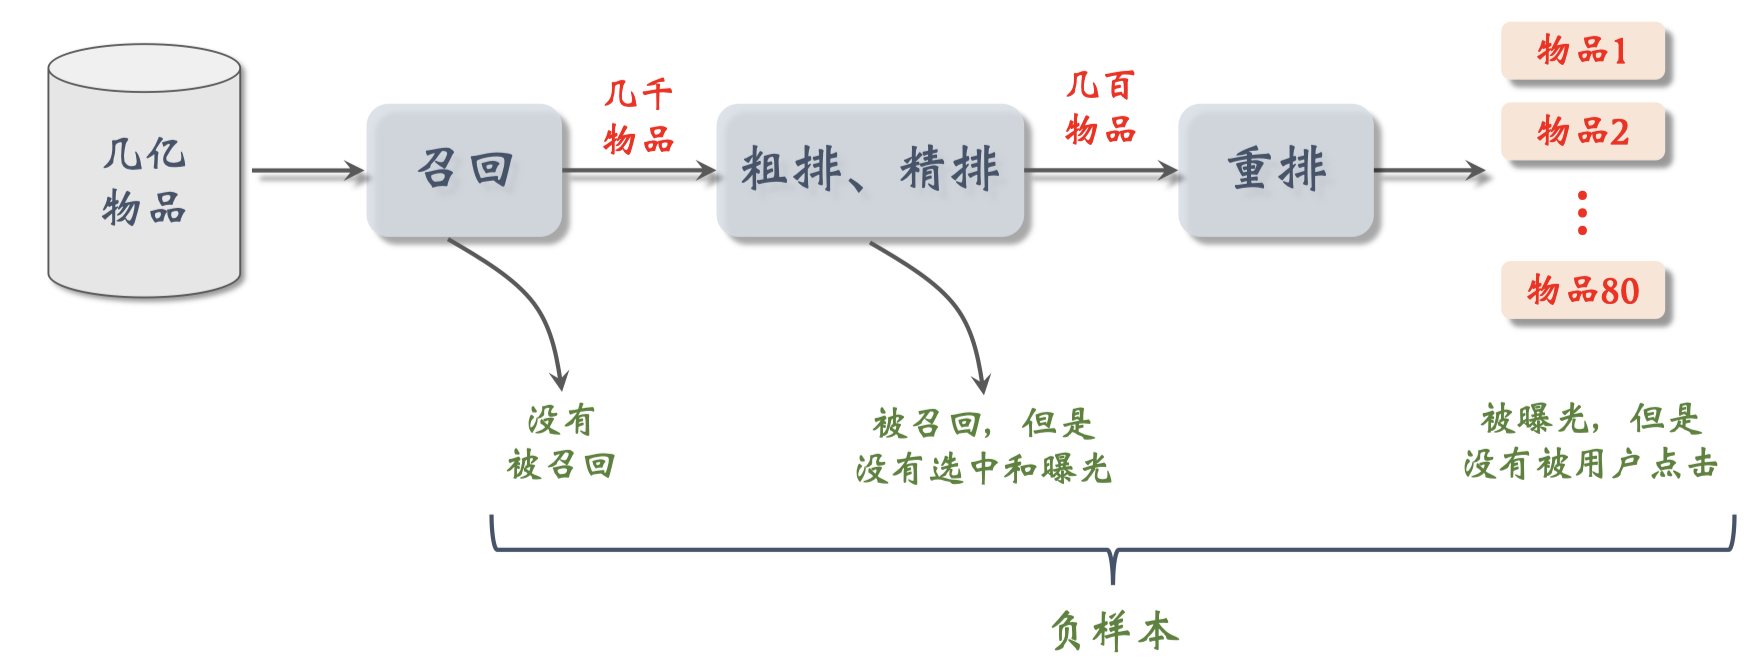 几亿
物品
召回
几千
物品
粗排、精排
几百
物品
重排
物品1
物品2
物品80
没有
被召回
被召回，但是
没有选中和曝光
被曝光，但是
没有被用户点击
负样本